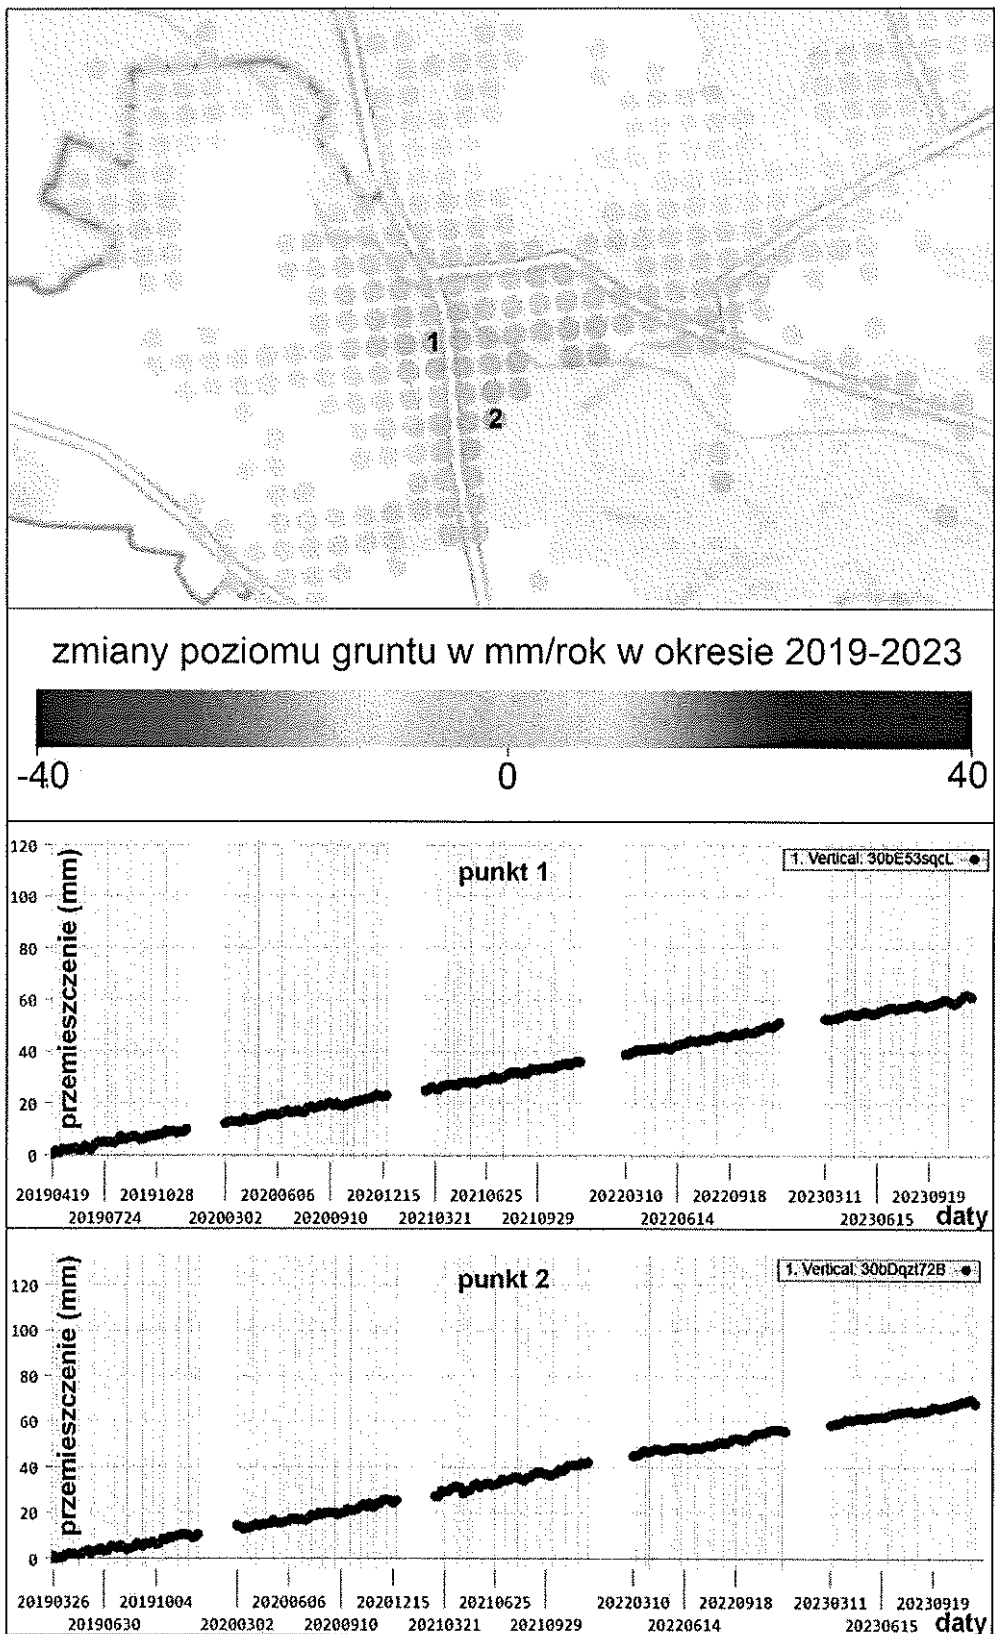 1
2
zmiany poziomu gruntu w mm/rok w okresie 2019-2023
-40 0 40
przemieszczenie (mm)
120
100
80
60
40
20
0
punkt 1
1. Vertical: 30bE53sqcL
20190419 20191028 20200606 20201215 20210625 20220310 20220918 20230311 20230919
20190724 20200302 20200910 20210321 20210929 20220614 20230615 daty
przemieszczenie (mm)
120
100
80
60
40
20
0
punkt 2
1. Vertical: 30bDqzt72B
20190326 20191004 20200606 20201215 20210625 20220310 20220918 20230311 20230919
20190630 20200302 20200910 20210321 20210929 20220614 20230615 daty